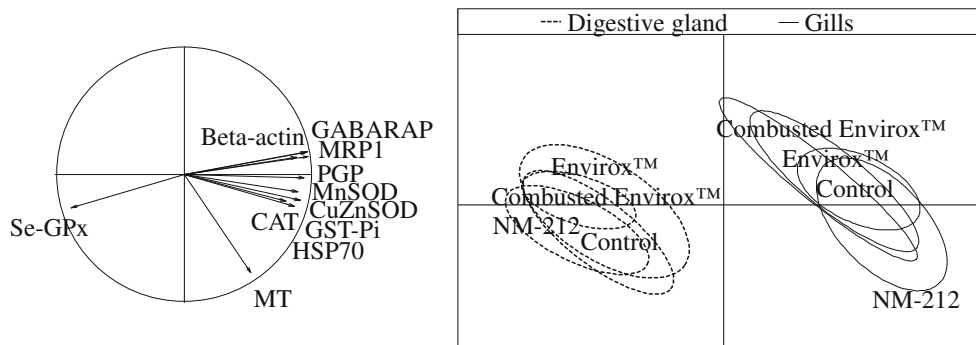 Digestive gland Gills
Beta-actin
GABARAP
MRP1
PGP
MnSOD
CuZnSOD
CAT
GST-Pi
HSP70
Se-GPx
MT
Envirox™
Combusted Envirox™
NM-212
Control
Combusted Envirox™
Envirox™
Control
NM-212